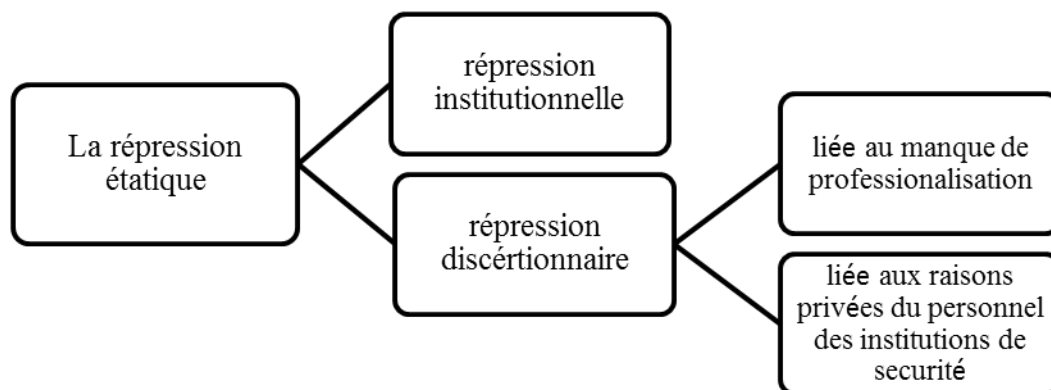 La répression
étatique
répression
institutionnelle
répression
discértionnaire
liée au manque de
professionalisation
liée aux raisons
privées du personnel
des institutions de
securité